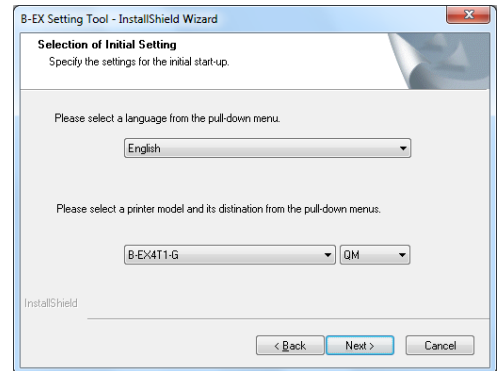 B-EX Setting Tool - InstallShield Wizard
Selection of Initial Setting
Specify the settings for the initial start-up.
Please select a language from the pull-down menu.
English
Please select a printer model and its distination from the pull-down menus.
B-EX4T1-G QM
InstallShield
< Back Next > Cancel